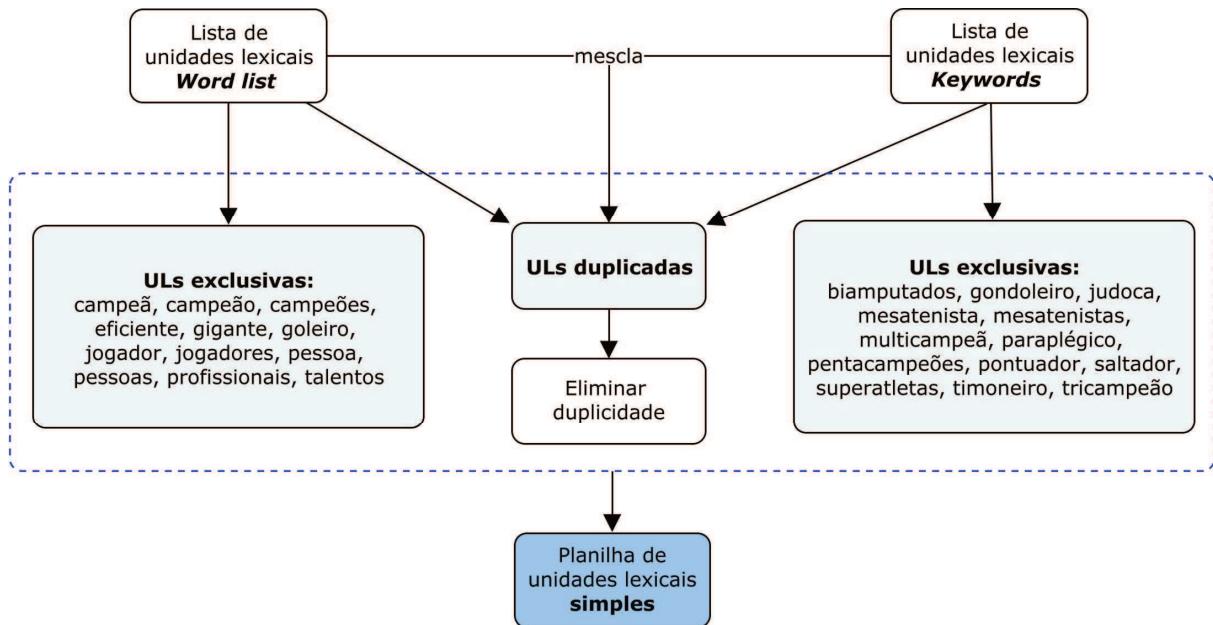 Lista de
unidades lexicais
Word list
mescla
Lista de
unidades lexicais
Keywords
ULs exclusivas:
campeã, campeão, campeões,
eficiente, gigante, goleiro,
jogador, jogadores, pessoa,
pessoas, profissionais, talentos
ULs duplicadas
Eliminar
duplicidade
ULs exclusivas:
biamputados, gondoleiro, judoca,
mesatenista, mesatenistas,
multicampeã, paraplégico,
pentacampeões, pontuador, saltador,
superatletas, timoneiro, tricampeão
Planilha de
unidades lexicais
simples